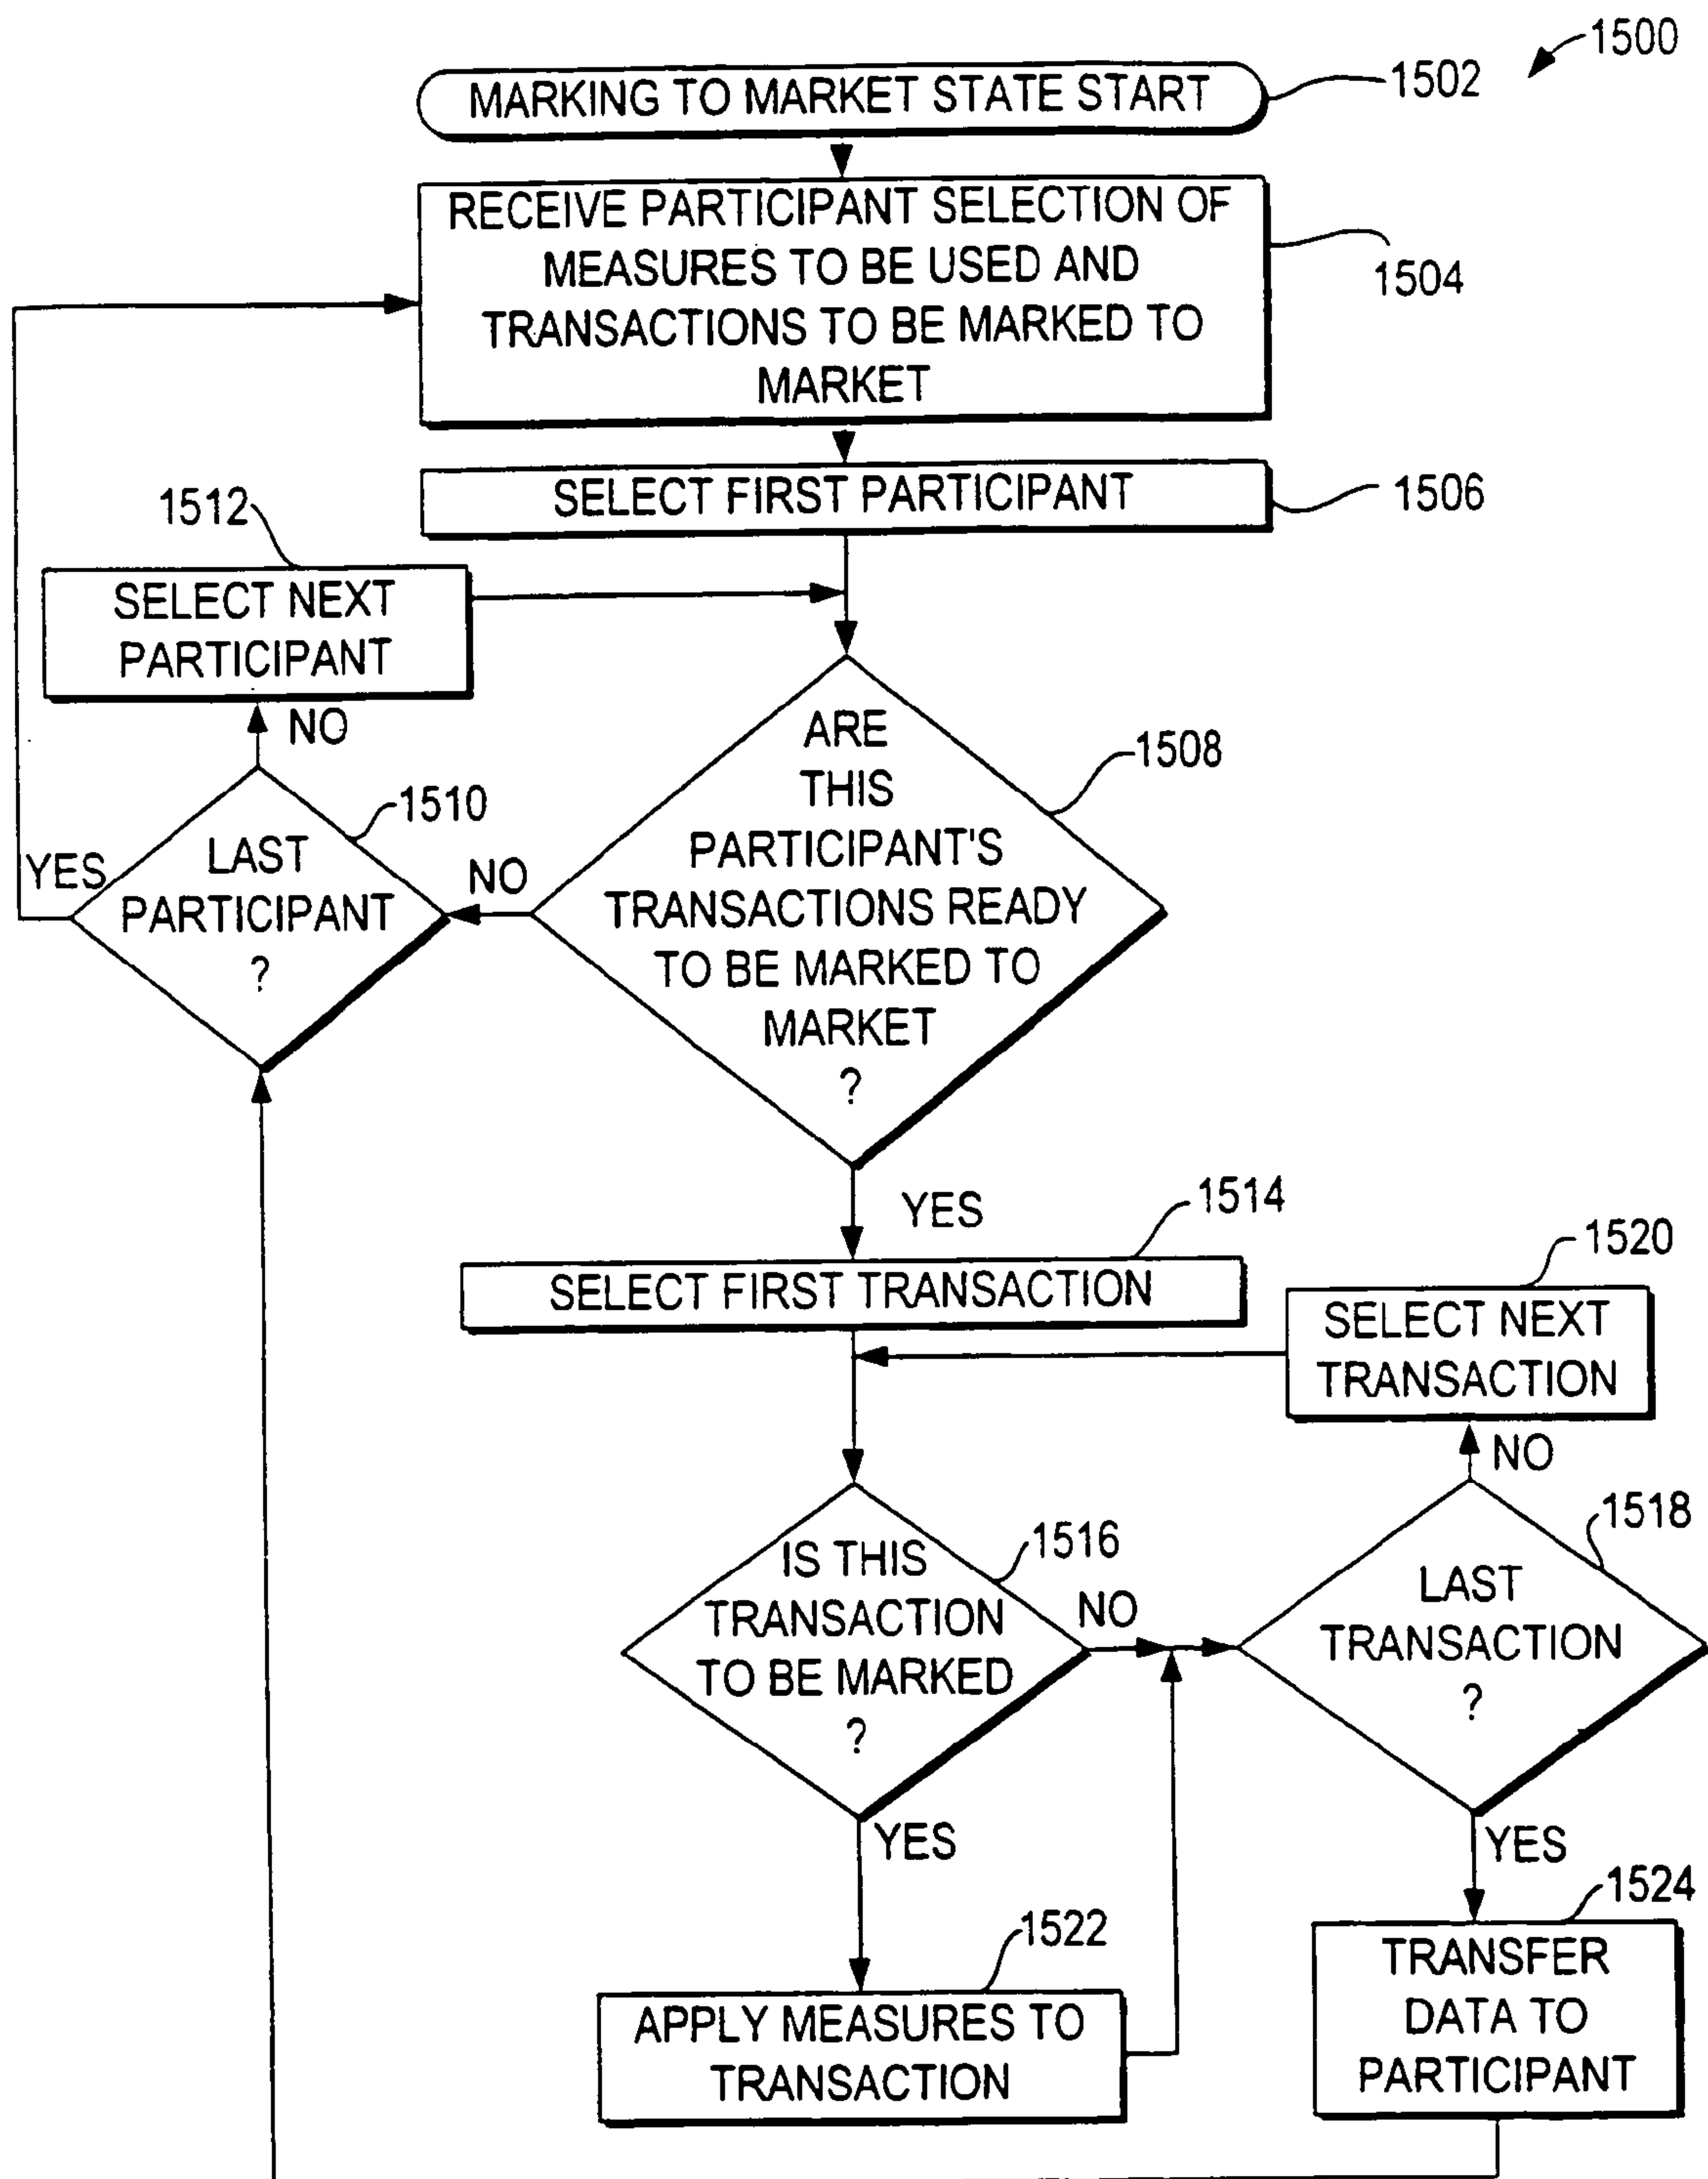 1500
MARKING TO MARKET STATE START
1502
RECEIVE PARTICIPANT SELECTION OF
MEASURES TO BE USED AND
TRANSACTIONS TO BE MARKED TO
MARKET
1504
SELECT FIRST PARTICIPANT
1506
1512
SELECT NEXT
PARTICIPANT
NO
ARE
THIS
PARTICIPANT'S
TRANSACTIONS READY
TO BE MARKED TO
MARKET
?
1508
1510
LAST
PARTICIPANT
?
YES
NO
YES
1514
SELECT FIRST TRANSACTION
1520
SELECT NEXT
TRANSACTION
NO
IS THIS
TRANSACTION
TO BE MARKED
?
1516
NO
1518
LAST
TRANSACTION
?
YES
YES
1522
APPLY MEASURES TO
TRANSACTION
1524
TRANSFER
DATA TO
PARTICIPANT